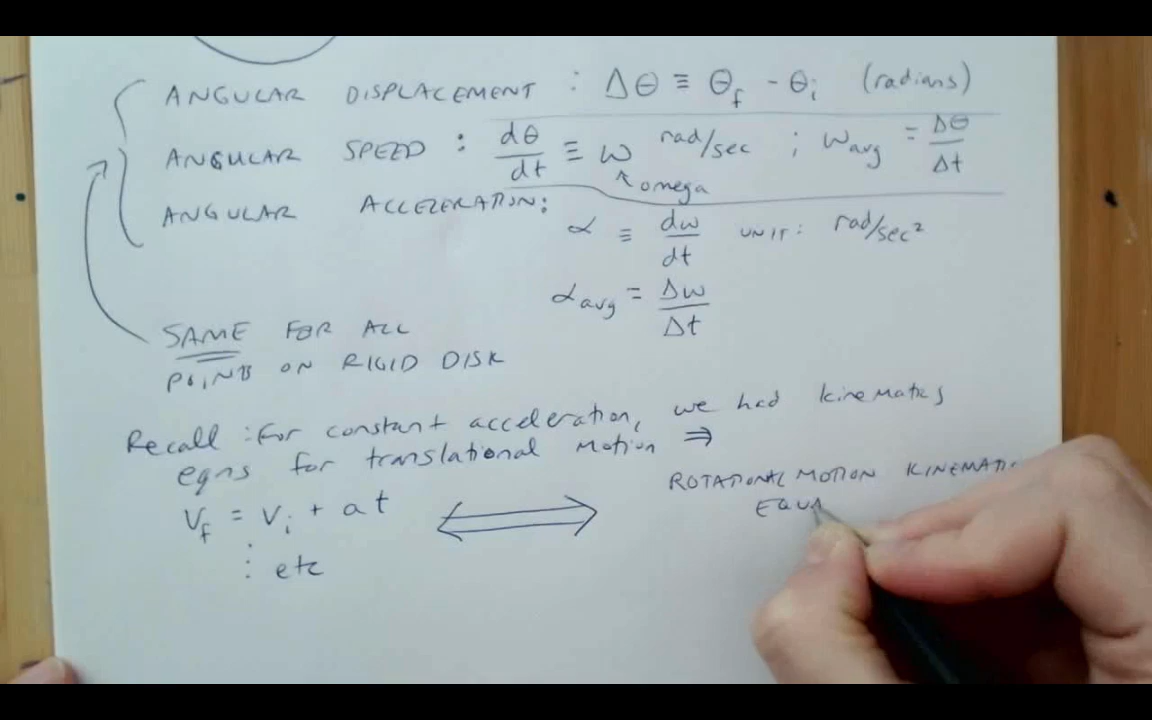 ANGULAR DISPLACEMENT : Δθ ≡ θf - θi (radians)
ANGULAR SPEED : dθ/dt ≡ ω rad/sec ; ωavg = Δθ/Δt
↑ omega
ANGULAR ACCELERATION:
α ≡ dω/dt UNIT: rad/sec²
αavg = Δω/Δt
SAME FOR ALL
POINTS ON RIGID DISK
Recall : For constant acceleration, we had kinematics
eqns for translational motion ⇒
ROTATIONAL MOTION KINEMATIC
EQUA
vf = vi + at
⋮ etc